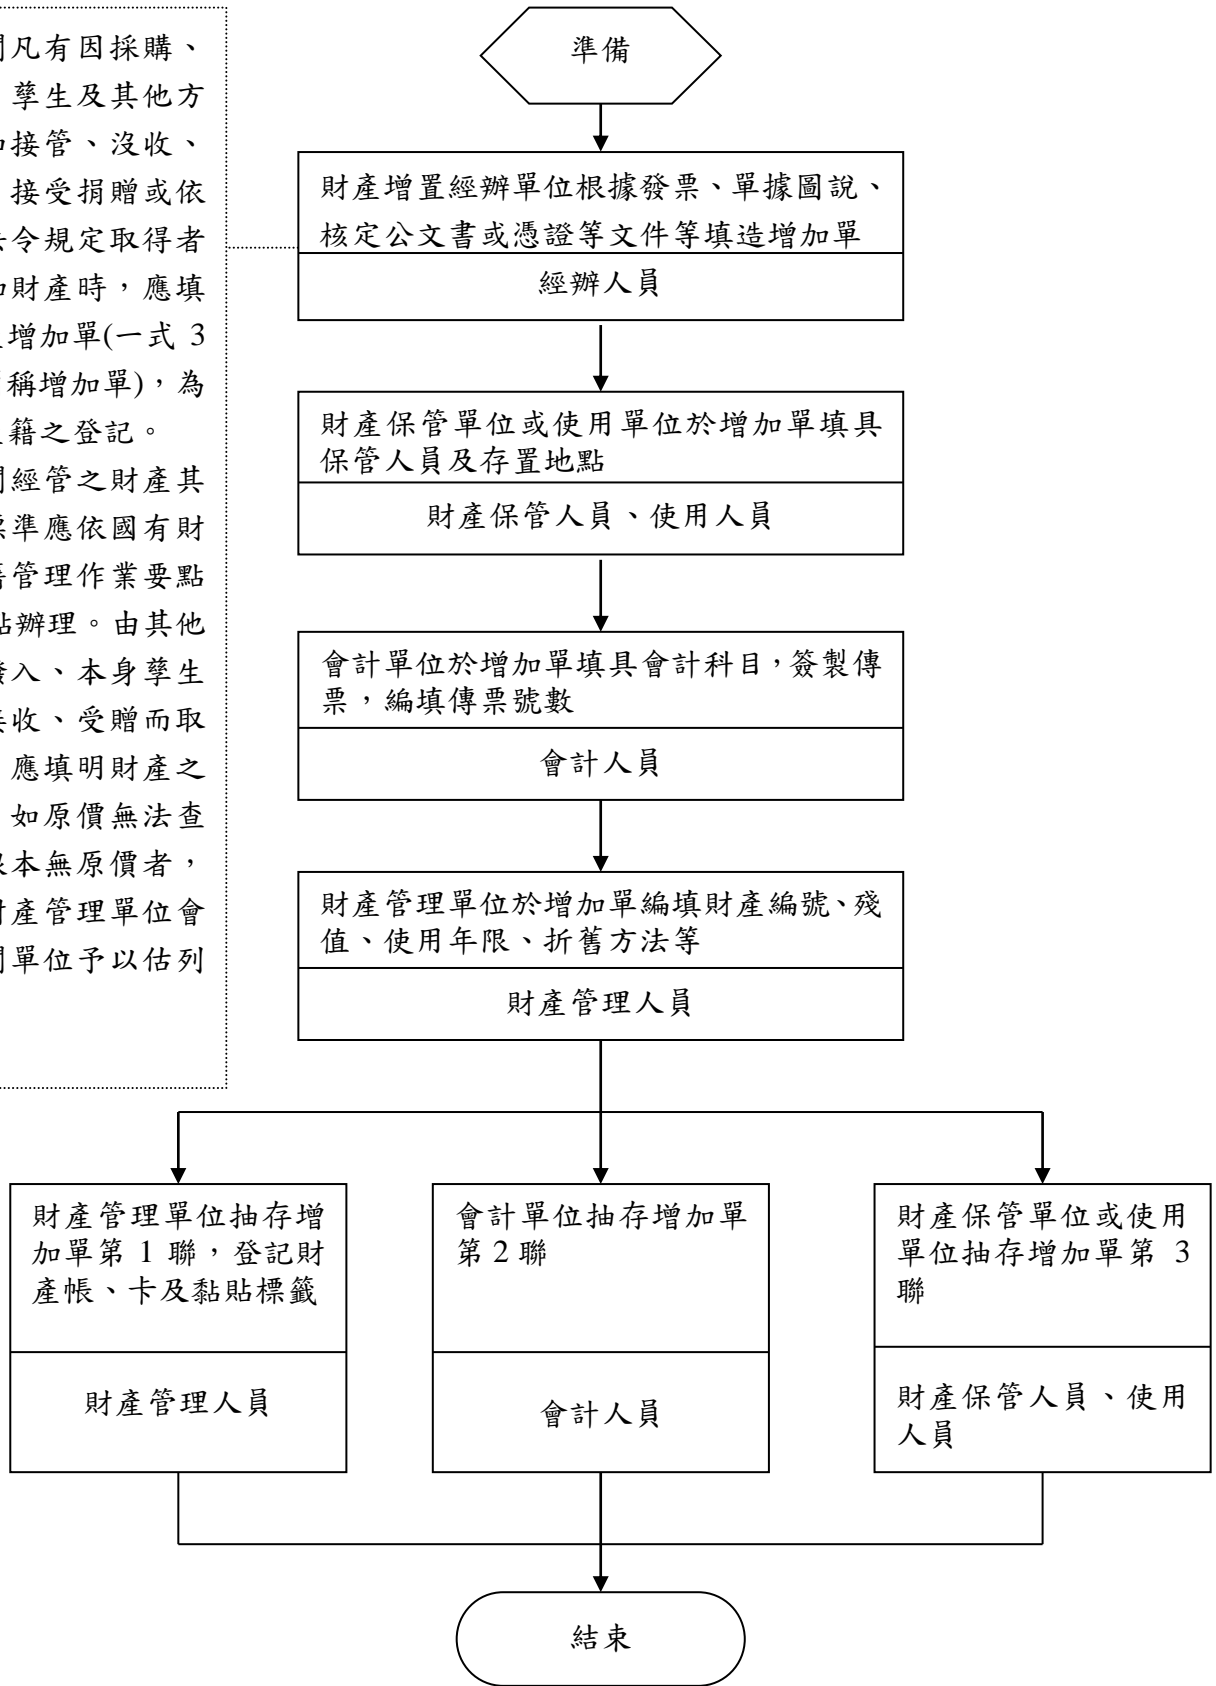 準備
財產增置經辦單位根據發票、單據圖說、
核定公文書或憑證等文件等填造增加單
經辦人員
財產保管單位或使用單位於增加單填具
保管人員及存置地點
財產保管人員、使用人員
會計單位於增加單填具會計科目，簽製傳
票，編填傳票號數
會計人員
財產管理單位於增加單編填財產編號、殘
值、使用年限、折舊方法等
財產管理人員
凡有因採購、
孳生及其他方
接管、沒收、
接受捐贈或依
令規定取得者
財產時，應填
增加單(一式 3
稱增加單)，為
籍之登記。
經管之財產其
準應依國有財
管理作業要點
辦理。由其他
入、本身孳生
收、受贈而取
應填明財產之
如原價無法查
本無原價者，
財產管理單位會
單位予以估列
財產管理單位抽存增
加單第 1 聯，登記財
產帳、卡及黏貼標籤
財產管理人員
會計單位抽存增加單
第 2 聯
會計人員
財產保管單位或使用
單位抽存增加單第 3
聯
財產保管人員、使用
人員
結束